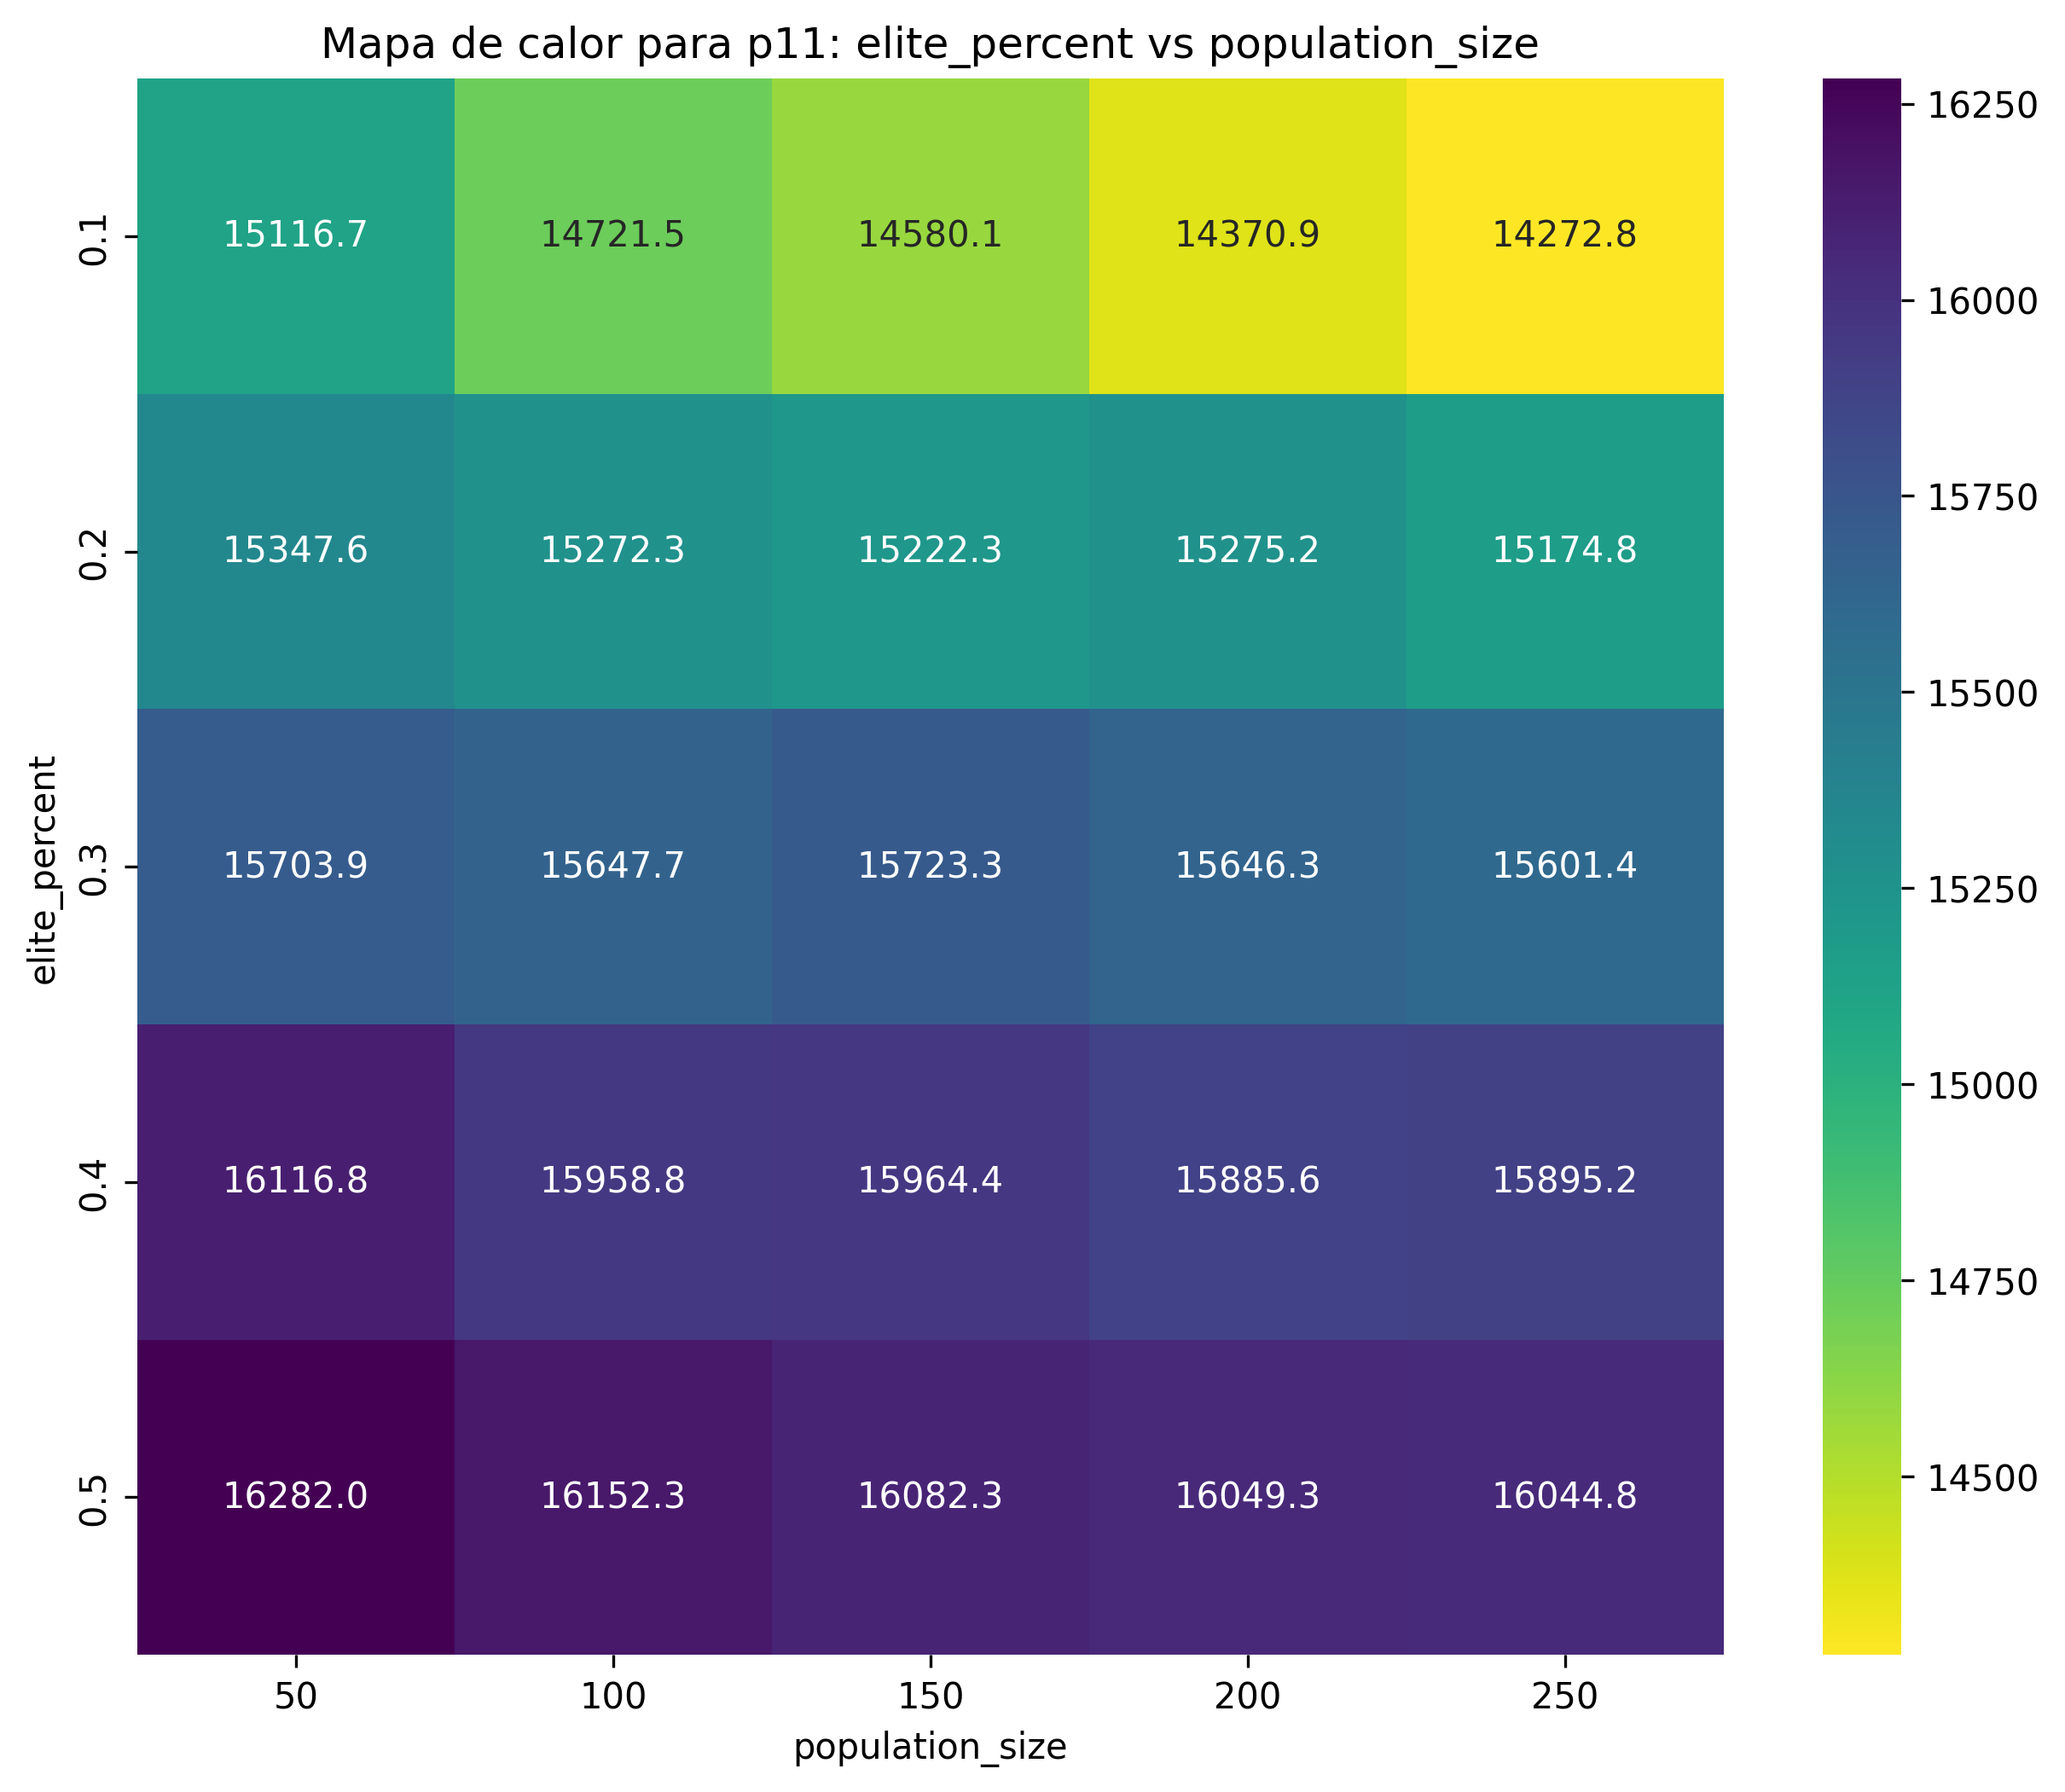 Mapa de calor para p11: elite_percent vs population_size
16250
16000
15750
15500
15250
15000
14750
14500
elite_percent
0.1 15116.7 14721.5 14580.1 14370.9 14272.8
0.2 15347.6 15272.3 15222.3 15275.2 15174.8
0.3 15703.9 15647.7 15723.3 15646.3 15601.4
0.4 16116.8 15958.8 15964.4 15885.6 15895.2
0.5 16282.0 16152.3 16082.3 16049.3 16044.8
50 100 150 200 250
population_size